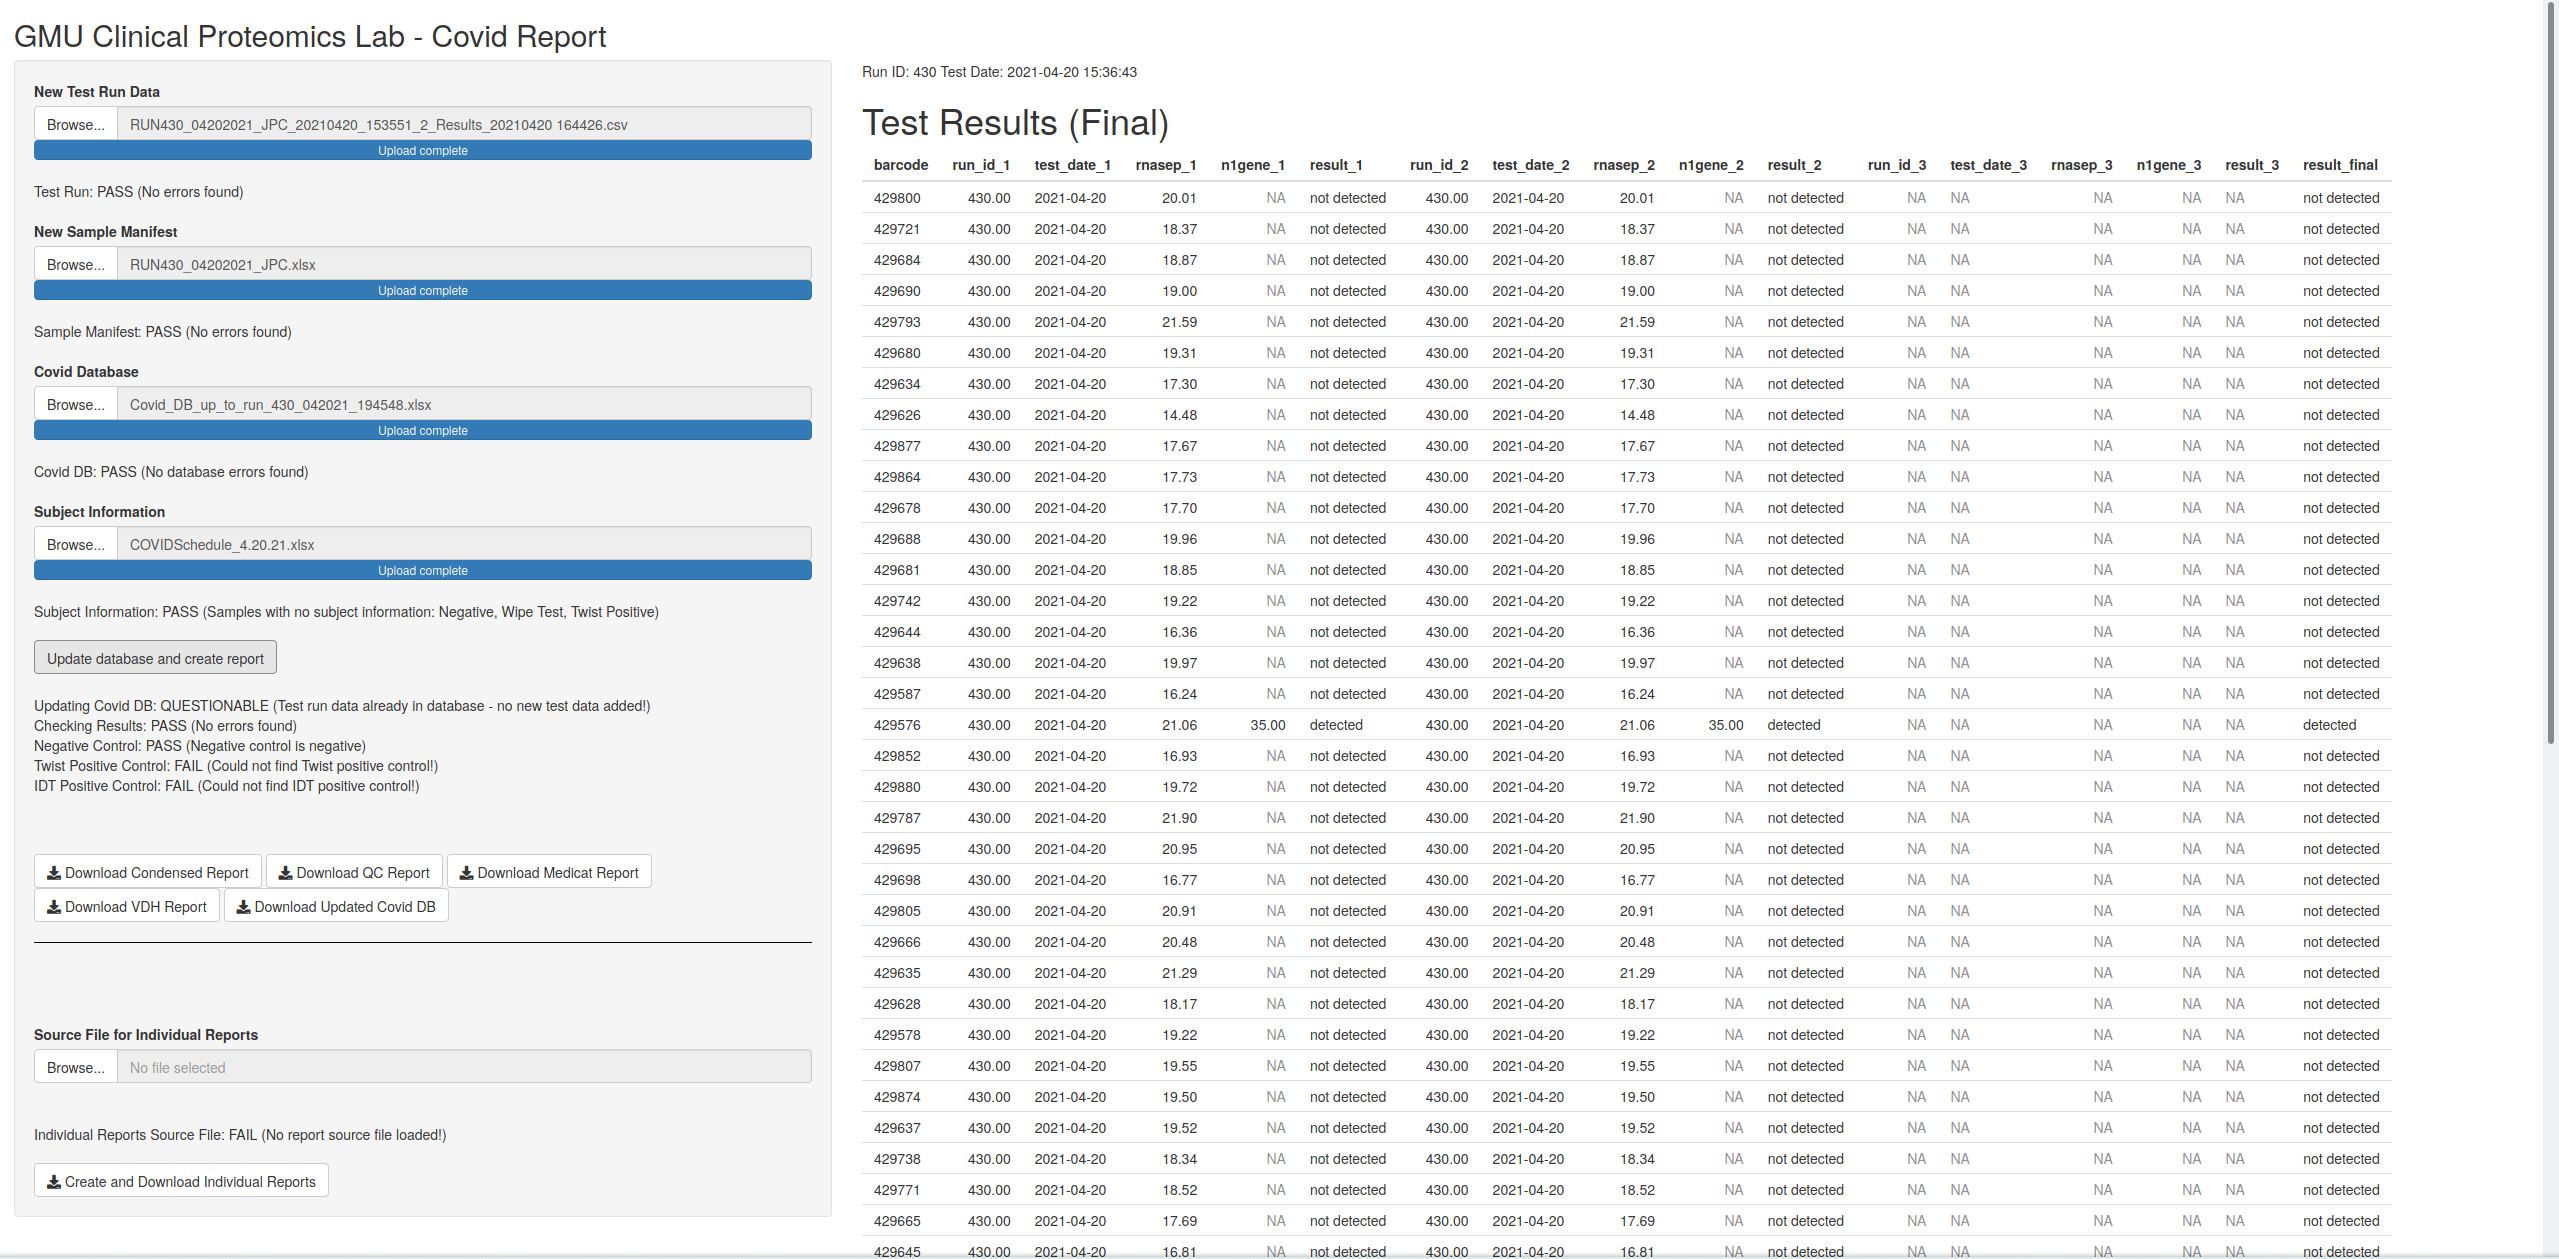 GMU Clinical Proteomics Lab - Covid Report
New Test Run Data
Browse... RUN430_04202021_JPC_20210420_153551_2_Results_20210420 164426.csv
Upload complete
Test Run: PASS (No errors found)
New Sample Manifest
Browse... RUN430_04202021_JPC.xlsx
Upload complete
Sample Manifest: PASS (No errors found)
Covid Database
Browse... Covid_DB_up_to_run_430_042021_194548.xlsx
Upload complete
Covid DB: PASS (No database errors found)
Subject Information
Browse... COVIDSchedule_4.20.21.xlsx
Upload complete
Subject Information: PASS (Samples with no subject information: Negative, Wipe Test, Twist Positive)
Update database and create report
Updating Covid DB: QUESTIONABLE (Test run data already in database - no new test data added!)
Checking Results: PASS (No errors found)
Negative Control: PASS (Negative control is negative)
Twist Positive Control: FAIL (Could not find Twist positive control!)
IDT Positive Control: FAIL (Could not find IDT positive control!)
Download Condensed Report Download QC Report Download Medicat Report
Download VDH Report Download Updated Covid DB
Source File for Individual Reports
Browse... No file selected
Individual Reports Source File: FAIL (No report source file loaded!)
Create and Download Individual Reports
Run ID: 430 Test Date: 2021-04-20 15:36:43
Test Results (Final)
barcode run_id_1 test_date_1 rnasep_1 n1gene_1 result_1 run_id_2 test_date_2 rnasep_2 n1gene_2 result_2 run_id_3 test_date_3 rnasep_3 n1gene_3 result_3 result_final
429800 430.00 2021-04-20 20.01 NA not detected 430.00 2021-04-20 20.01 NA not detected NA NA NA NA NA not detected
429721 430.00 2021-04-20 18.37 NA not detected 430.00 2021-04-20 18.37 NA not detected NA NA NA NA NA not detected
429684 430.00 2021-04-20 18.87 NA not detected 430.00 2021-04-20 18.87 NA not detected NA NA NA NA NA not detected
429690 430.00 2021-04-20 19.00 NA not detected 430.00 2021-04-20 19.00 NA not detected NA NA NA NA NA not detected
429793 430.00 2021-04-20 21.59 NA not detected 430.00 2021-04-20 21.59 NA not detected NA NA NA NA NA not detected
429680 430.00 2021-04-20 19.31 NA not detected 430.00 2021-04-20 19.31 NA not detected NA NA NA NA NA not detected
429634 430.00 2021-04-20 17.30 NA not detected 430.00 2021-04-20 17.30 NA not detected NA NA NA NA NA not detected
429626 430.00 2021-04-20 14.48 NA not detected 430.00 2021-04-20 14.48 NA not detected NA NA NA NA NA not detected
429877 430.00 2021-04-20 17.67 NA not detected 430.00 2021-04-20 17.67 NA not detected NA NA NA NA NA not detected
429864 430.00 2021-04-20 17.73 NA not detected 430.00 2021-04-20 17.73 NA not detected NA NA NA NA NA not detected
429678 430.00 2021-04-20 17.70 NA not detected 430.00 2021-04-20 17.70 NA not detected NA NA NA NA NA not detected
429688 430.00 2021-04-20 19.96 NA not detected 430.00 2021-04-20 19.96 NA not detected NA NA NA NA NA not detected
429681 430.00 2021-04-20 18.85 NA not detected 430.00 2021-04-20 18.85 NA not detected NA NA NA NA NA not detected
429742 430.00 2021-04-20 19.22 NA not detected 430.00 2021-04-20 19.22 NA not detected NA NA NA NA NA not detected
429644 430.00 2021-04-20 16.36 NA not detected 430.00 2021-04-20 16.36 NA not detected NA NA NA NA NA not detected
429638 430.00 2021-04-20 19.97 NA not detected 430.00 2021-04-20 19.97 NA not detected NA NA NA NA NA not detected
429587 430.00 2021-04-20 16.24 NA not detected 430.00 2021-04-20 16.24 NA not detected NA NA NA NA NA not detected
429576 430.00 2021-04-20 21.06 35.00 detected 430.00 2021-04-20 21.06 35.00 detected NA NA NA NA NA detected
429852 430.00 2021-04-20 16.93 NA not detected 430.00 2021-04-20 16.93 NA not detected NA NA NA NA NA not detected
429880 430.00 2021-04-20 19.72 NA not detected 430.00 2021-04-20 19.72 NA not detected NA NA NA NA NA not detected
429787 430.00 2021-04-20 21.90 NA not detected 430.00 2021-04-20 21.90 NA not detected NA NA NA NA NA not detected
429695 430.00 2021-04-20 20.95 NA not detected 430.00 2021-04-20 20.95 NA not detected NA NA NA NA NA not detected
429698 430.00 2021-04-20 16.77 NA not detected 430.00 2021-04-20 16.77 NA not detected NA NA NA NA NA not detected
429805 430.00 2021-04-20 20.91 NA not detected 430.00 2021-04-20 20.91 NA not detected NA NA NA NA NA not detected
429666 430.00 2021-04-20 20.48 NA not detected 430.00 2021-04-20 20.48 NA not detected NA NA NA NA NA not detected
429635 430.00 2021-04-20 21.29 NA not detected 430.00 2021-04-20 21.29 NA not detected NA NA NA NA NA not detected
429628 430.00 2021-04-20 18.17 NA not detected 430.00 2021-04-20 18.17 NA not detected NA NA NA NA NA not detected
429578 430.00 2021-04-20 19.22 NA not detected 430.00 2021-04-20 19.22 NA not detected NA NA NA NA NA not detected
429807 430.00 2021-04-20 19.55 NA not detected 430.00 2021-04-20 19.55 NA not detected NA NA NA NA NA not detected
429874 430.00 2021-04-20 19.50 NA not detected 430.00 2021-04-20 19.50 NA not detected NA NA NA NA NA not detected
429637 430.00 2021-04-20 19.52 NA not detected 430.00 2021-04-20 19.52 NA not detected NA NA NA NA NA not detected
429738 430.00 2021-04-20 18.34 NA not detected 430.00 2021-04-20 18.34 NA not detected NA NA NA NA NA not detected
429771 430.00 2021-04-20 18.52 NA not detected 430.00 2021-04-20 18.52 NA not detected NA NA NA NA NA not detected
429665 430.00 2021-04-20 17.69 NA not detected 430.00 2021-04-20 17.69 NA not detected NA NA NA NA NA not detected
429645 430.00 2021-04-20 16.81 NA not detected 430.00 2021-04-20 16.81 NA not detected NA NA NA NA NA not detected